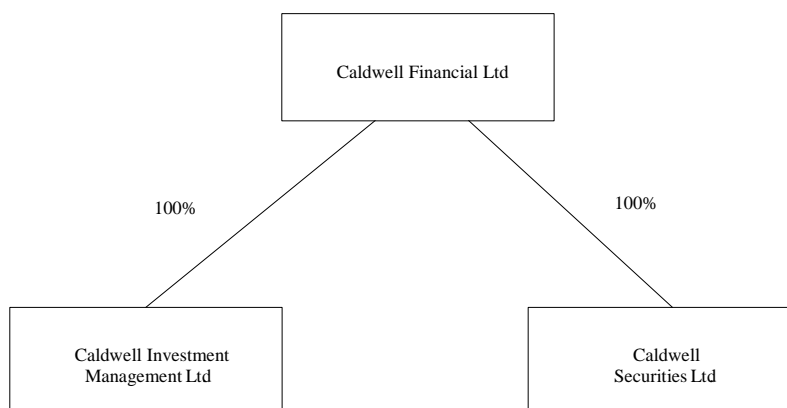 Caldwell Financial Ltd
100%
100%
Caldwell Investment
Management Ltd
Caldwell
Securities Ltd